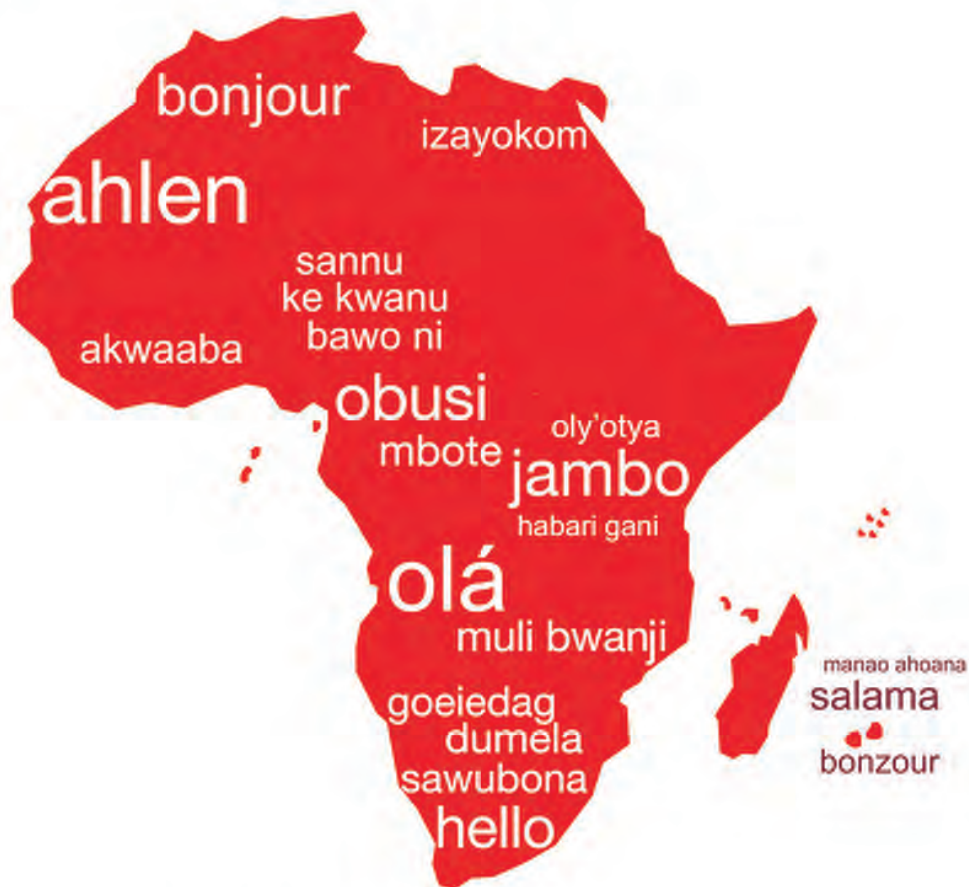 bonjour
izayokom
ahlen
sannu
ke kwanu
bawo ni
akwaaba
obusi
oly'otya
mbote
jambo
habari gani
olá
muli bwanji
manao ahoana
salama
goeiedag
dumela
bonzour
sawubona
hello